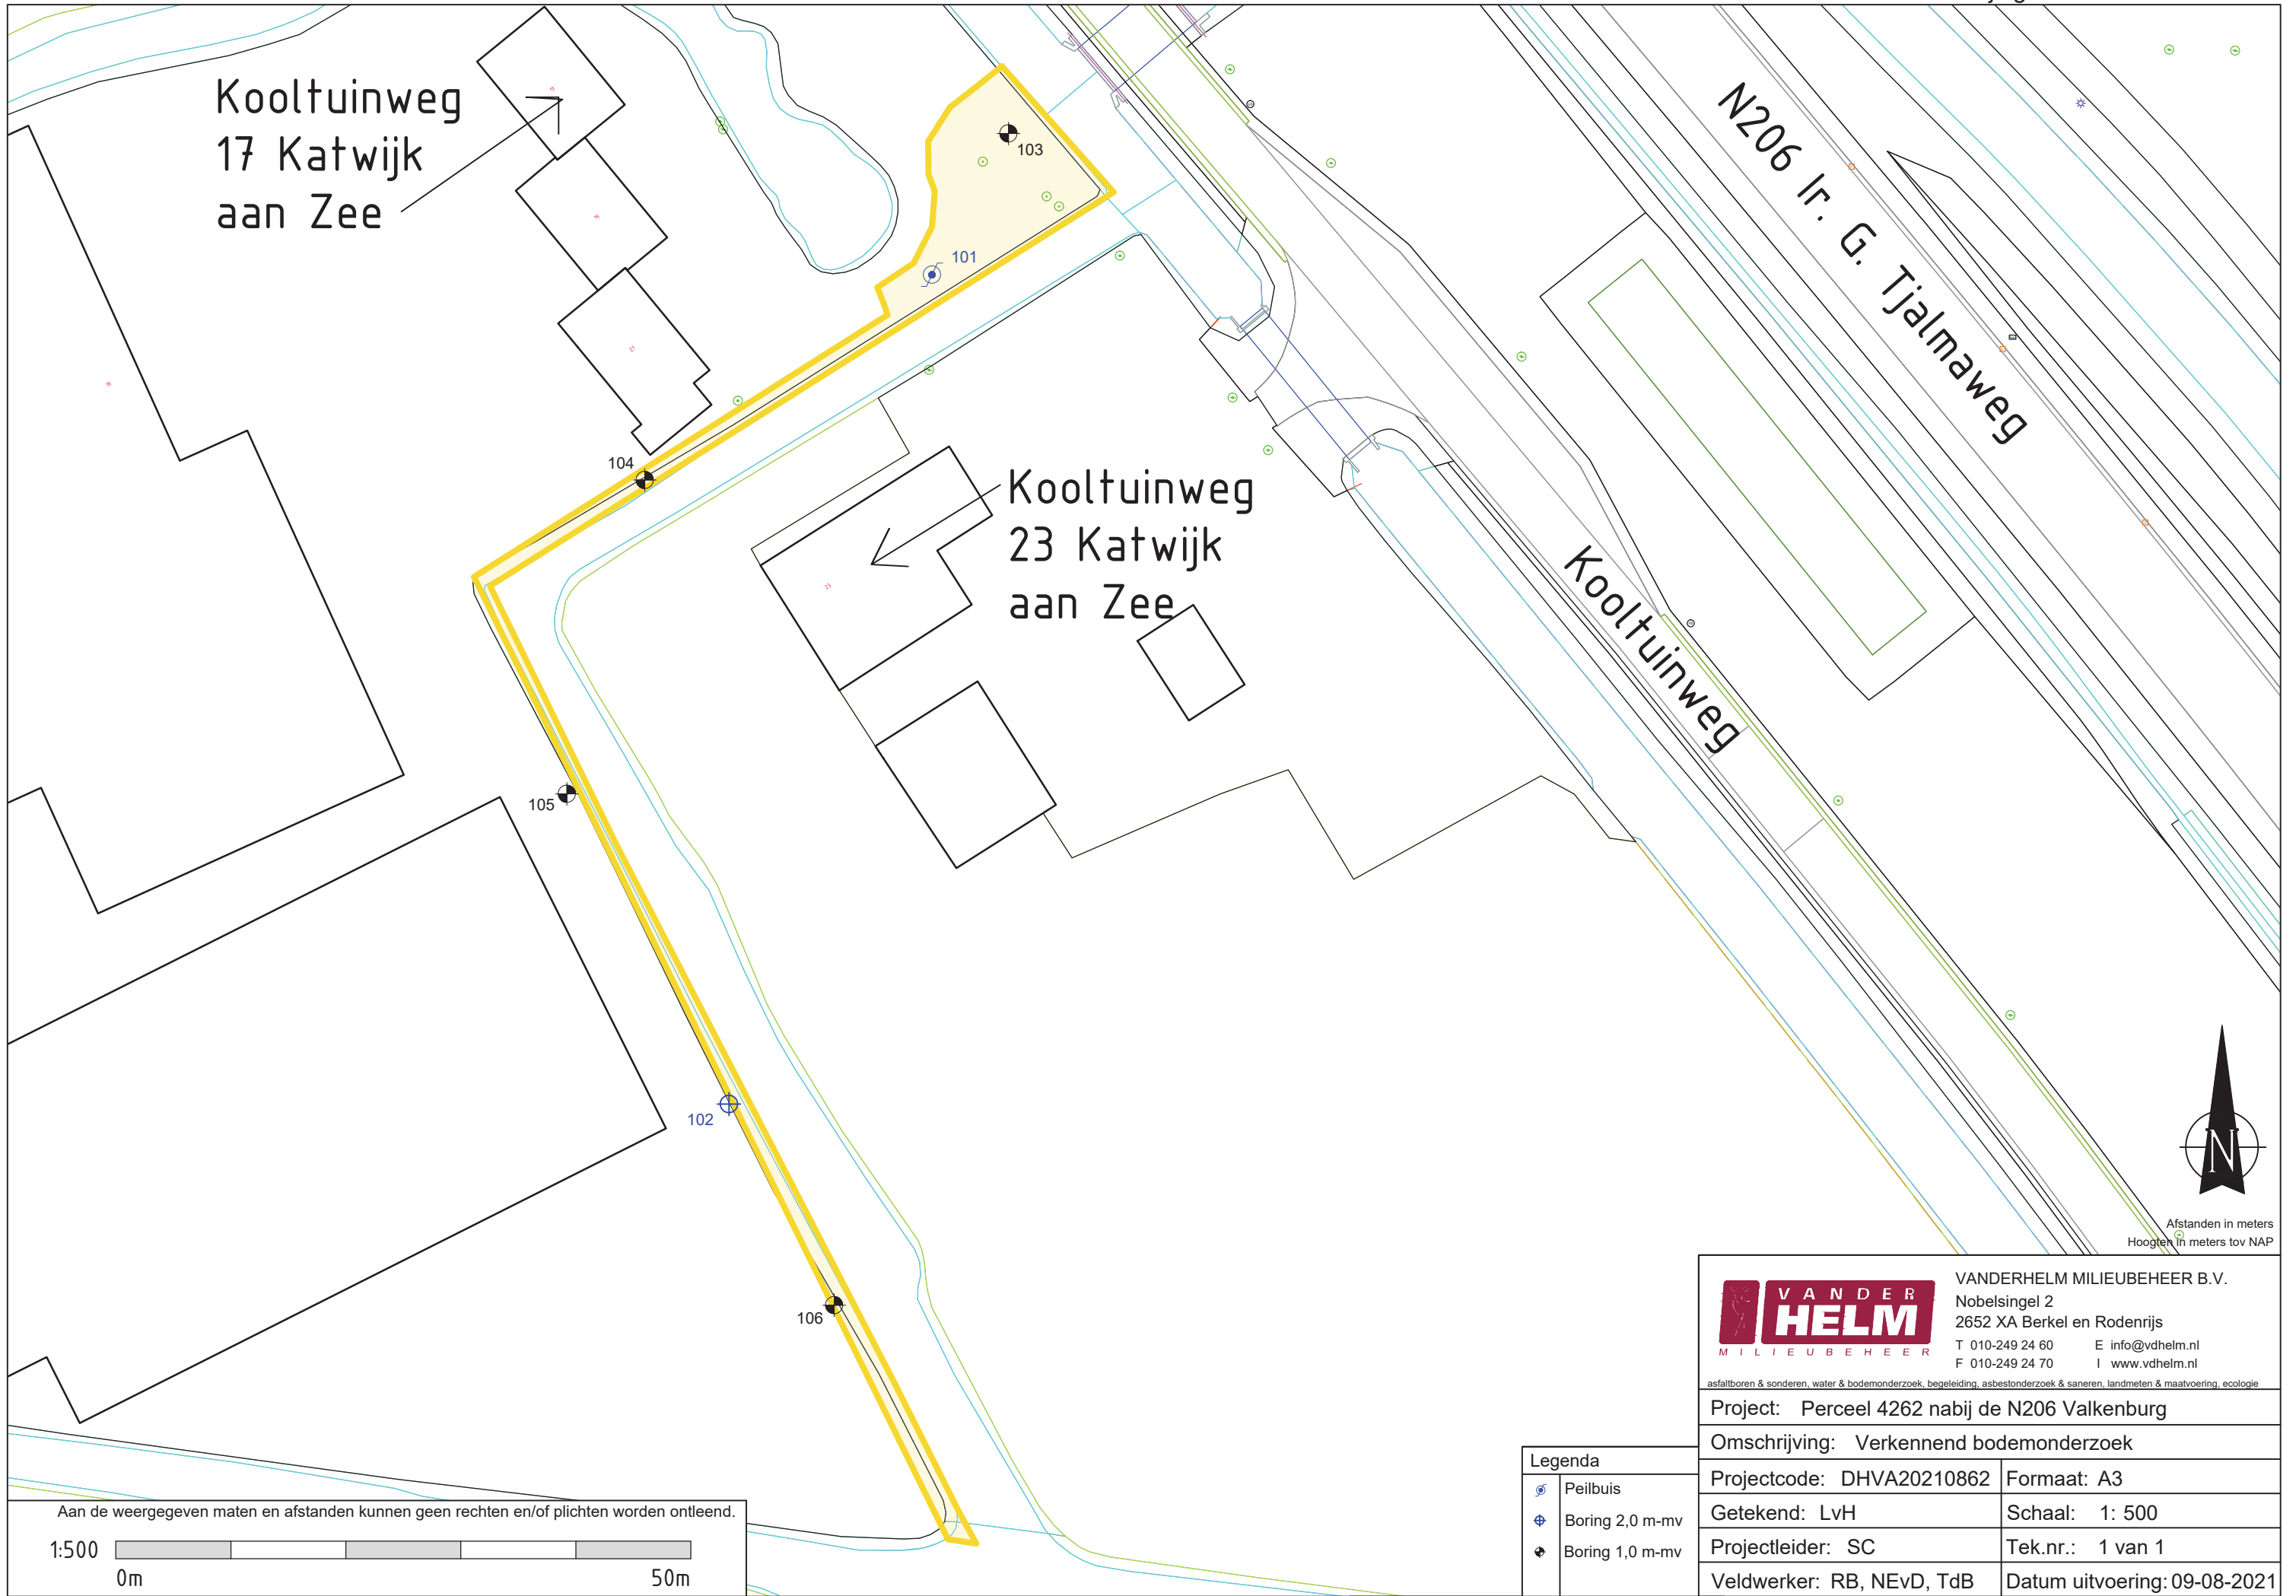 Kooltuinweg
17 Katwijk
aan Zee
103
101
104
Kooltuinweg
23 Katwijk
aan Zee
105
102
106
N206 Ir. G. Tjalmaweg
Kooltuinweg
17
19
21
23
N
Afstanden in meters
Hoogten in meters tov NAP
VANDER
HELM
MILIEUBEHEER
VANDERHELM MILIEUBEHEER B.V.
Nobelsingel 2
2652 XA Berkel en Rodenrijs
T 010-249 24 60 E info@vdhelm.nl
F 010-249 24 70 I www.vdhelm.nl
asfaltboren & sonderen, water & bodemonderzoek, begeleiding, asbestonderzoek & saneren, landmeten & maatvoering, ecologie
Project: Perceel 4262 nabij de N206 Valkenburg
Omschrijving: Verkennend bodemonderzoek
Projectcode: DHVA20210862 Formaat: A3
Getekend: LvH Schaal: 1: 500
Projectleider: SC Tek.nr.: 1 van 1
Veldwerker: RB, NEvD, TdB Datum uitvoering: 09-08-2021
Legenda
Peilbuis
Boring 2,0 m-mv
Boring 1,0 m-mv
Aan de weergegeven maten en afstanden kunnen geen rechten en/of plichten worden ontleend.
1:500
0m 50m